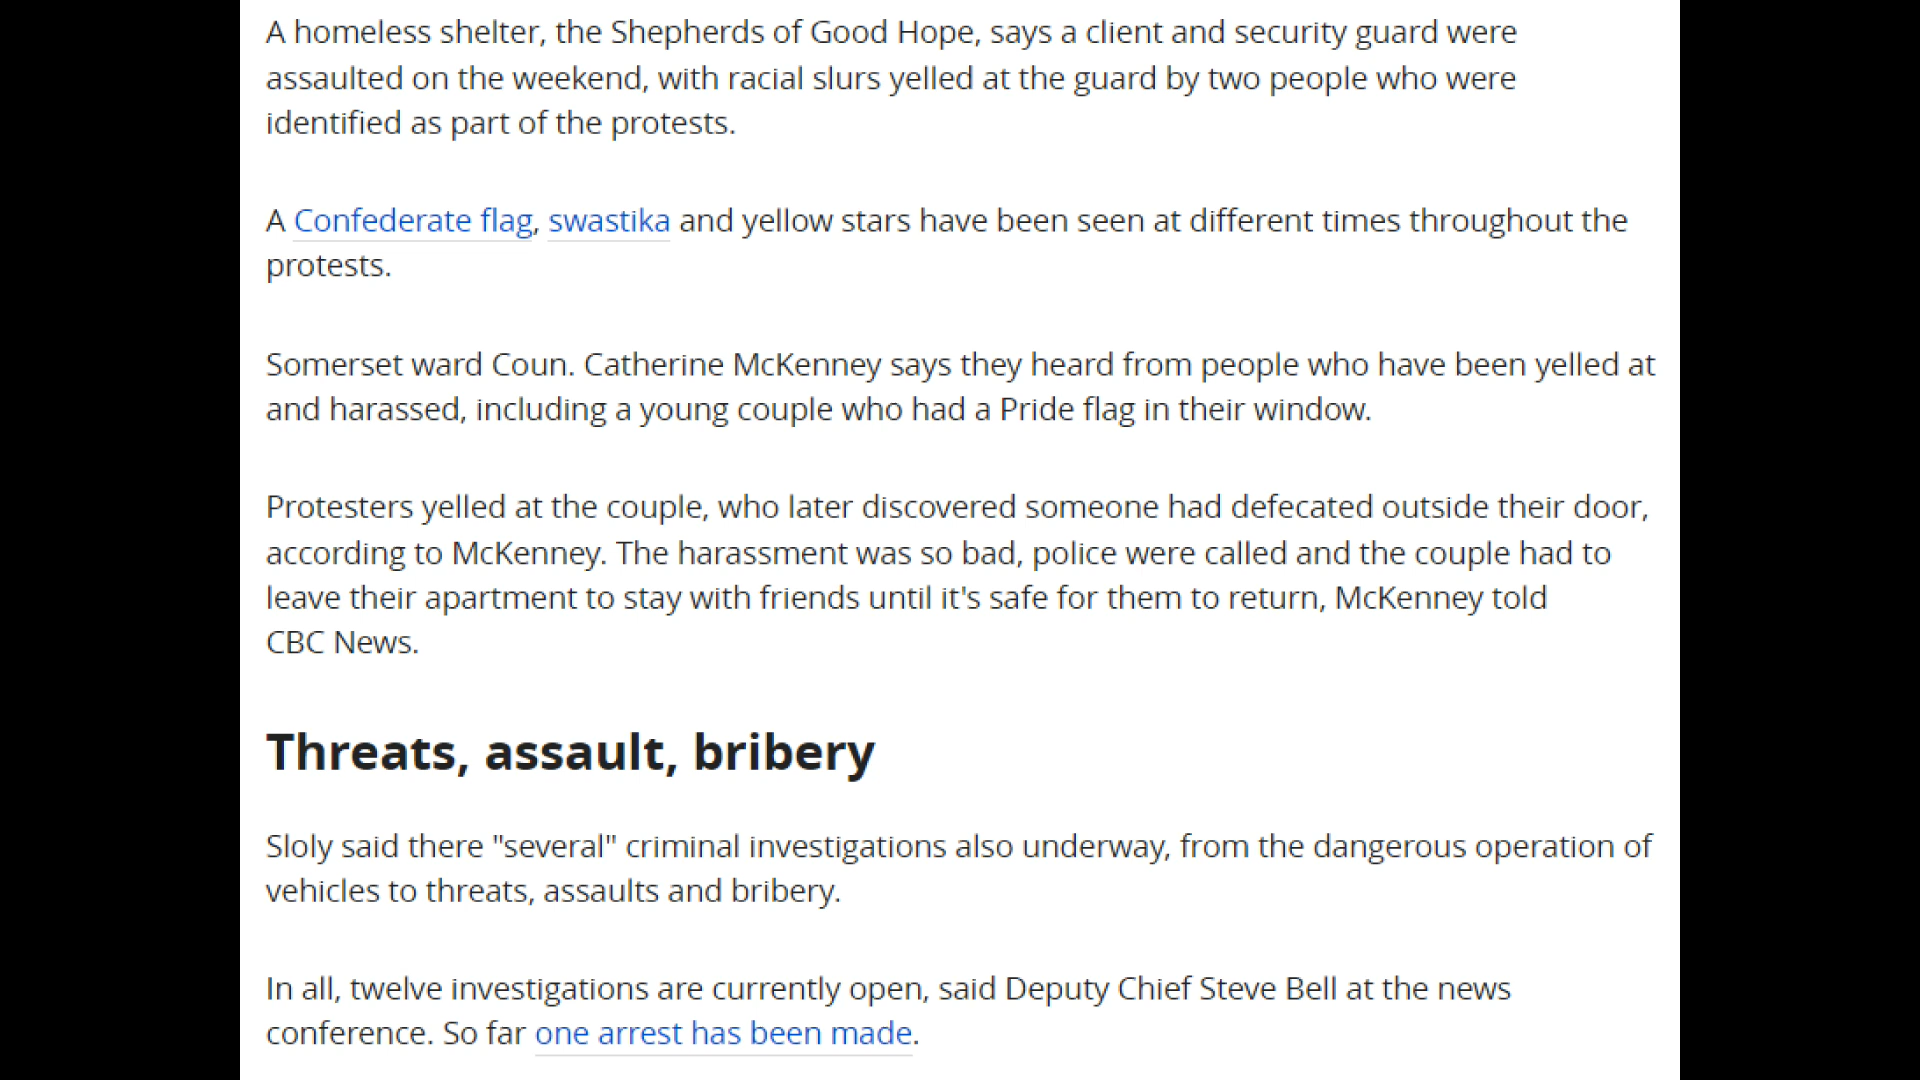 A homeless shelter, the Shepherds of Good Hope, says a client and security guard were
assaulted on the weekend, with racial slurs yelled at the guard by two people who were
identified as part of the protests.
A Confederate flag, swastika and yellow stars have been seen at different times throughout the
protests.
Somerset ward Coun. Catherine McKenney says they heard from people who have been yelled at
and harassed, including a young couple who had a Pride flag in their window.
Protesters yelled at the couple, who later discovered someone had defecated outside their door,
according to McKenney. The harassment was so bad, police were called and the couple had to
leave their apartment to stay with friends until it's safe for them to return, McKenney told
CBC News.
Threats, assault, bribery
Sloly said there "several" criminal investigations also underway, from the dangerous operation of
vehicles to threats, assaults and bribery.
In all, twelve investigations are currently open, said Deputy Chief Steve Bell at the news
conference. So far one arrest has been made.